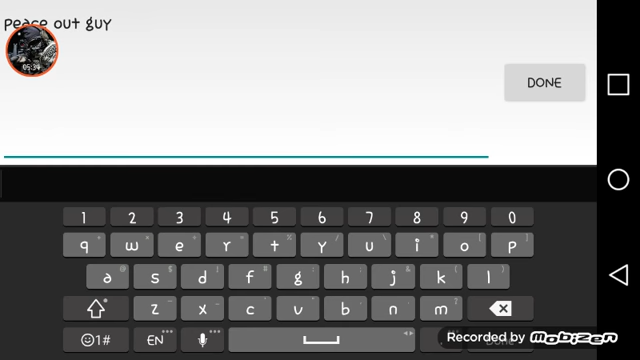 peace out guy
05:34
DONE
1 2 3 4 5 6 7 8 9 0
q w e r t y u i o p
a s d f g h j k l
z x c v b n m
1# EN
Recorded by Mobizen